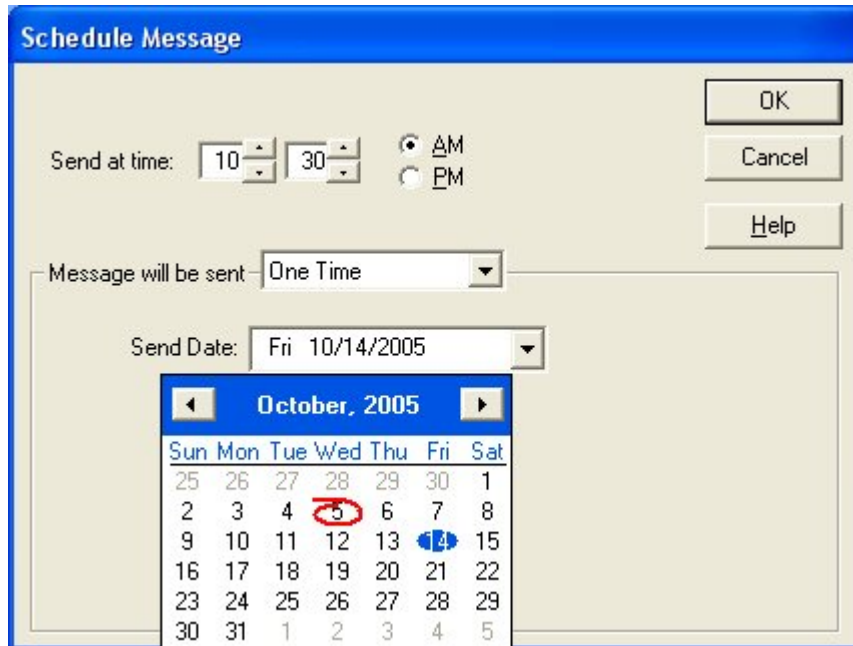 Schedule Message
OK
Send at time: 10 30 AM
PM
Cancel
Help
Message will be sent One Time
Send Date: Fri 10/14/2005
October, 2005
Sun Mon Tue Wed Thu Fri Sat
25 26 27 28 29 30 1
2 3 4 5 6 7 8
9 10 11 12 13 14 15
16 17 18 19 20 21 22
23 24 25 26 27 28 29
30 31 1 2 3 4 5